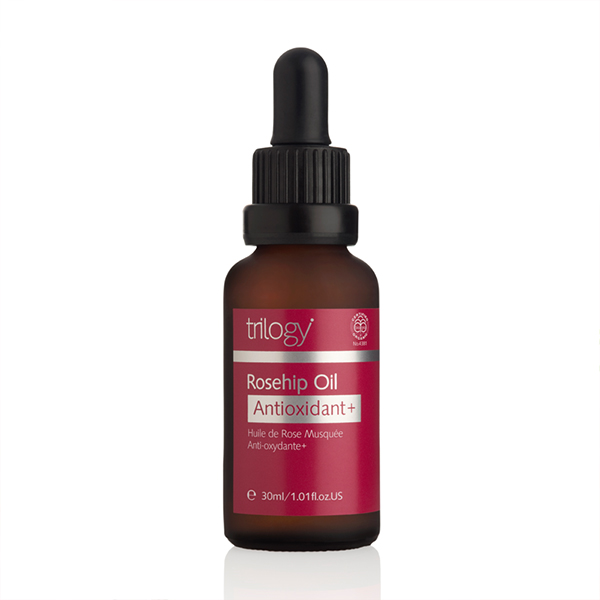 trilogy
Rosehip Oil
Antioxidant+
Huile de Rose Musquée
Anti-oxydante+
℮ 30ml/1.01fl.oz.US